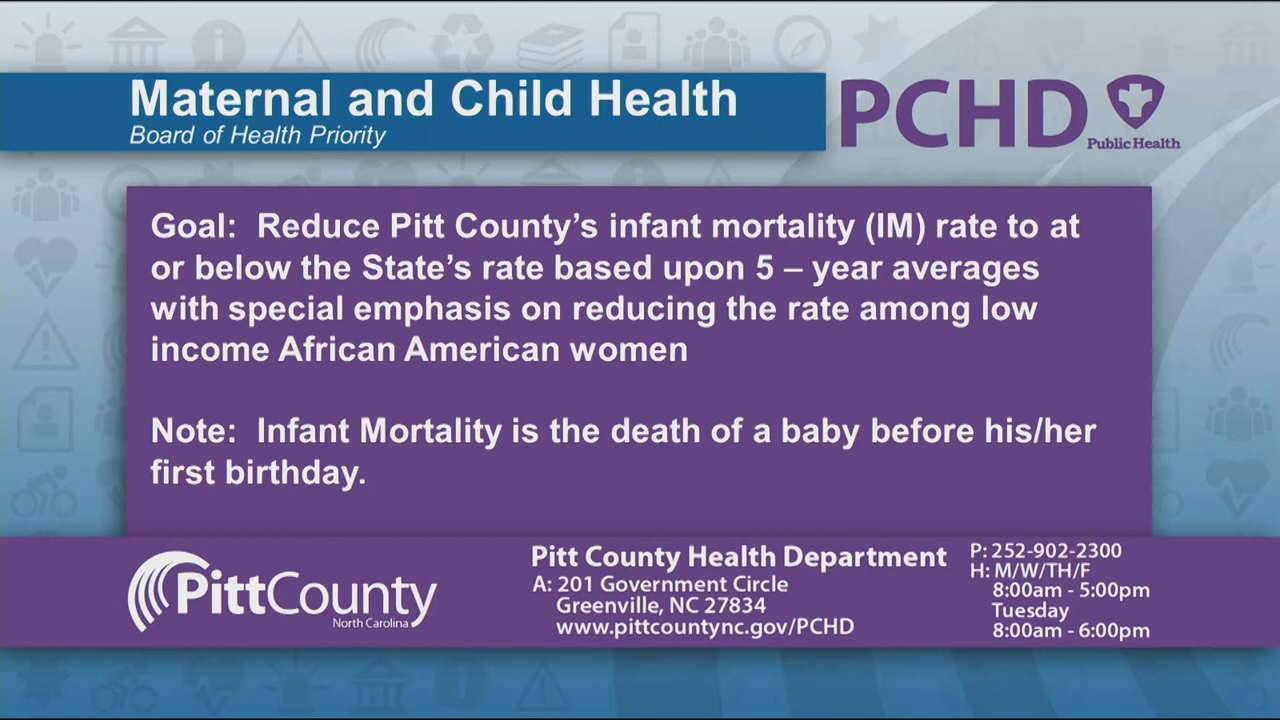 Maternal and Child Health
Board of Health Priority
PCHD
Public Health
Goal:  Reduce Pitt County’s infant mortality (IM) rate to at
or below the State’s rate based upon 5 – year averages
with special emphasis on reducing the rate among low
income African American women
Note:  Infant Mortality is the death of a baby before his/her
first birthday.
PittCounty
North Carolina
Pitt County Health Department
A: 201 Government Circle
Greenville, NC 27834
www.pittcountync.gov/PCHD
P: 252-902-2300
H: M/W/TH/F
8:00am - 5:00pm
Tuesday
8:00am - 6:00pm